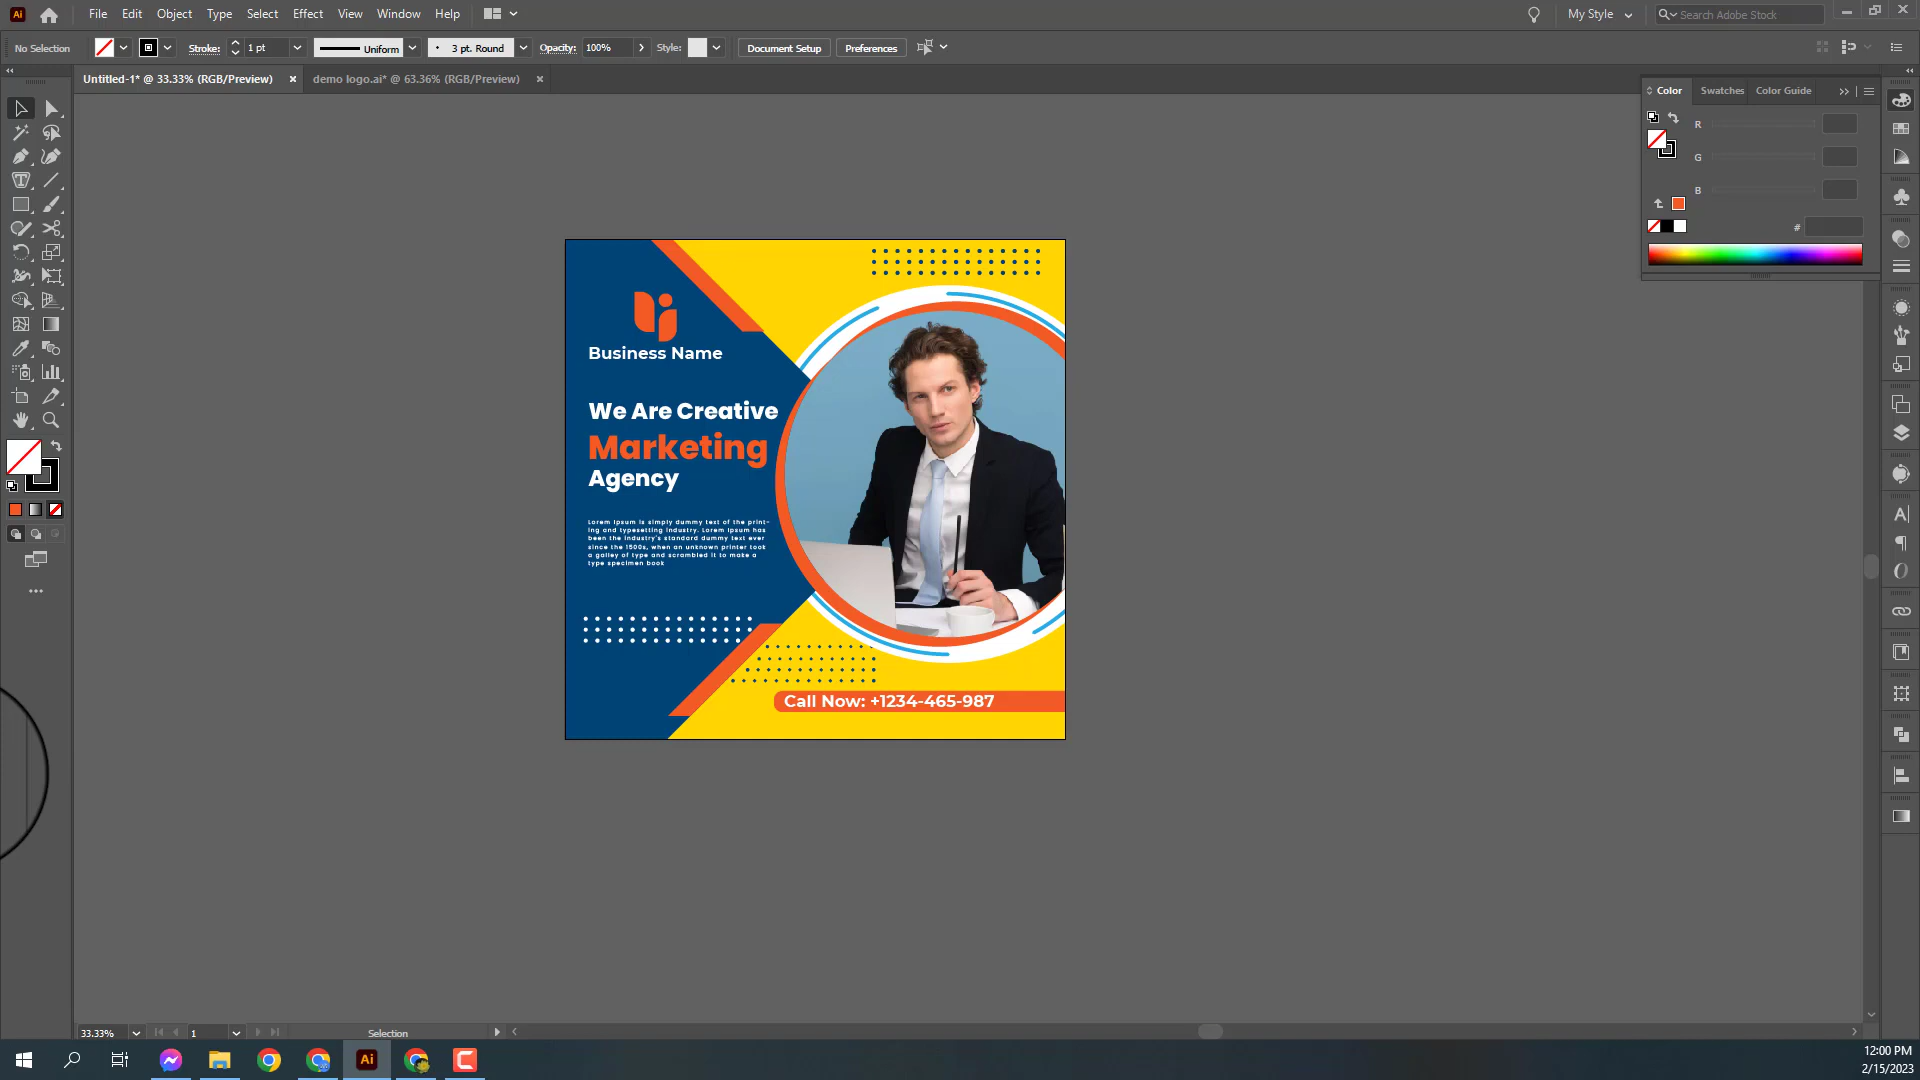 Ai File Edit Object Type Select Effect View Window Help My Style Search Adobe Stock
No Selection Stroke: 1 pt Uniform 3 pt. Round Opacity: 100% Style: Document Setup Preferences
Untitled-1* @ 33.33% (RGB/Preview) demo logo.ai* @ 63.36% (RGB/Preview)
Color Swatches Color Guide
R
G
B
#
Business Name
We Are Creative
Marketing
Agency
Lorem Ipsum is simply dummy text of the print-
ing and typesetting industry. Lorem Ipsum has
been the industry's standard dummy text ever
since the 1500s, when an unknown printer took
a galley of type and scrambled it to make a
type specimen book
Call Now: +1234-465-987
33.33% 1 Selection
Ai
12:00 PM
2/15/2023